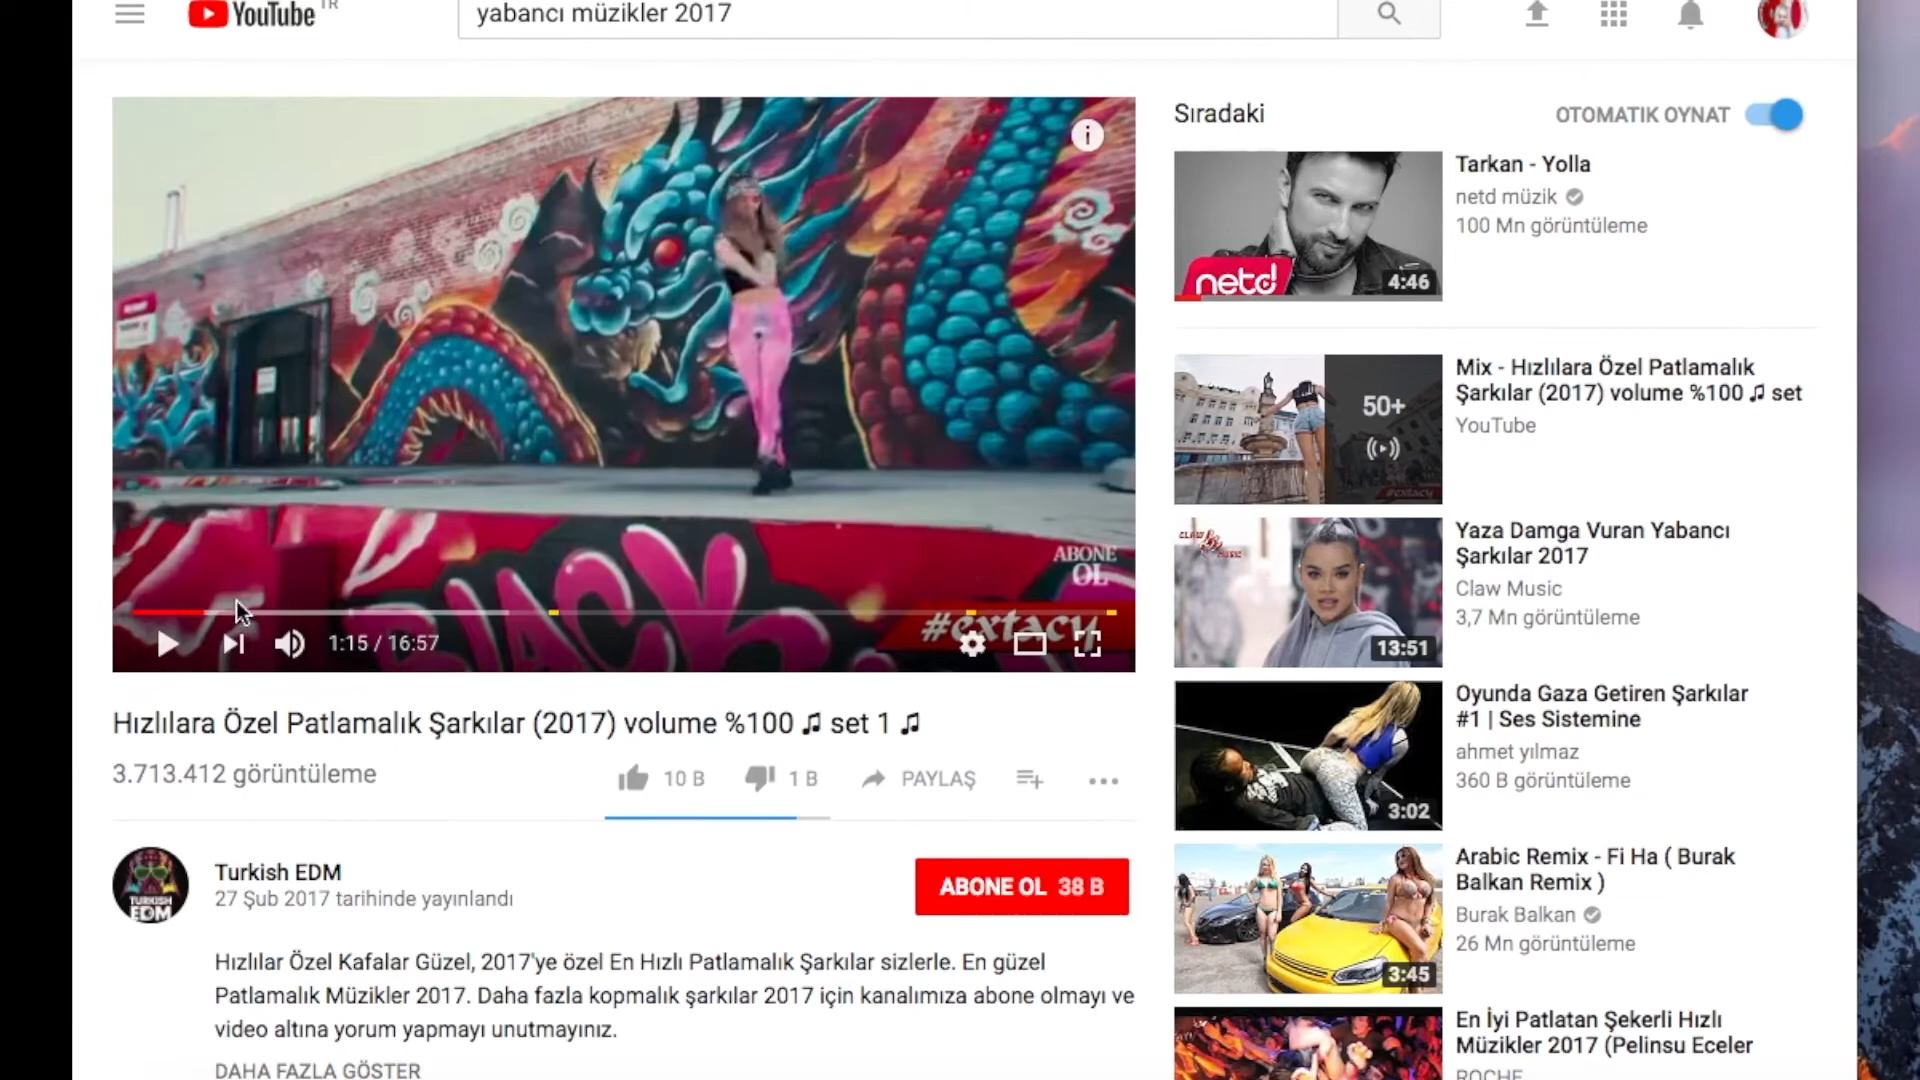 YouTube TR
yabancı müzikler 2017
ABONE
OL
#extacy
1:15 / 16:57
Hızlılara Özel Patlamalık Şarkılar (2017) volume %100 ♫ set 1 ♫
3.713.412 görüntüleme
10 B
1 B
PAYLAŞ
Turkish EDM
27 Şub 2017 tarihinde yayınlandı
ABONE OL 38 B
TURKISH
EDM
Hızlılar Özel Kafalar Güzel, 2017'ye özel En Hızlı Patlamalık Şarkılar sizlerle. En güzel
Patlamalık Müzikler 2017. Daha fazla kopmalık şarkılar 2017 için kanalımıza abone olmayı ve
video altına yorum yapmayı unutmayınız.
DAHA FAZLA GÖSTER
Sıradaki
OTOMATIK OYNAT
netd
4:46
Tarkan - Yolla
netd müzik
100 Mn görüntüleme
50+
#extacy
Mix - Hızlılara Özel Patlamalık
Şarkılar (2017) volume %100 ♫ set
YouTube
CLAW
MUSIC
13:51
Yaza Damga Vuran Yabancı
Şarkılar 2017
Claw Music
3,7 Mn görüntüleme
3:02
Oyunda Gaza Getiren Şarkılar
#1 | Ses Sistemine
ahmet yılmaz
360 B görüntüleme
3:45
Arabic Remix - Fi Ha ( Burak
Balkan Remix )
Burak Balkan
26 Mn görüntüleme
En İyi Patlatan Şekerli Hızlı
Müzikler 2017 (Pelinsu Eceler
ROCHE